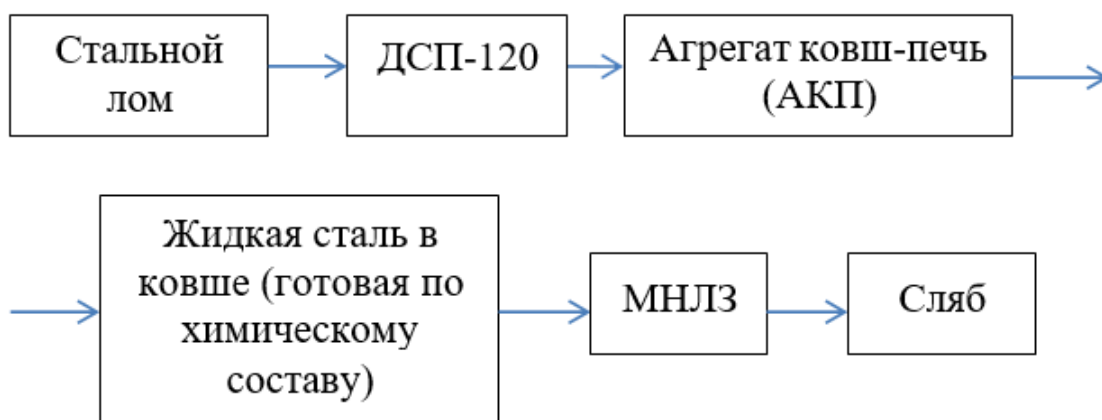 Стальной
лом
ДСП-120
Агрегат ковш-печь
(АКП)
Жидкая сталь в
ковше (готовая по
химическому
составу)
МНЛЗ
Сляб